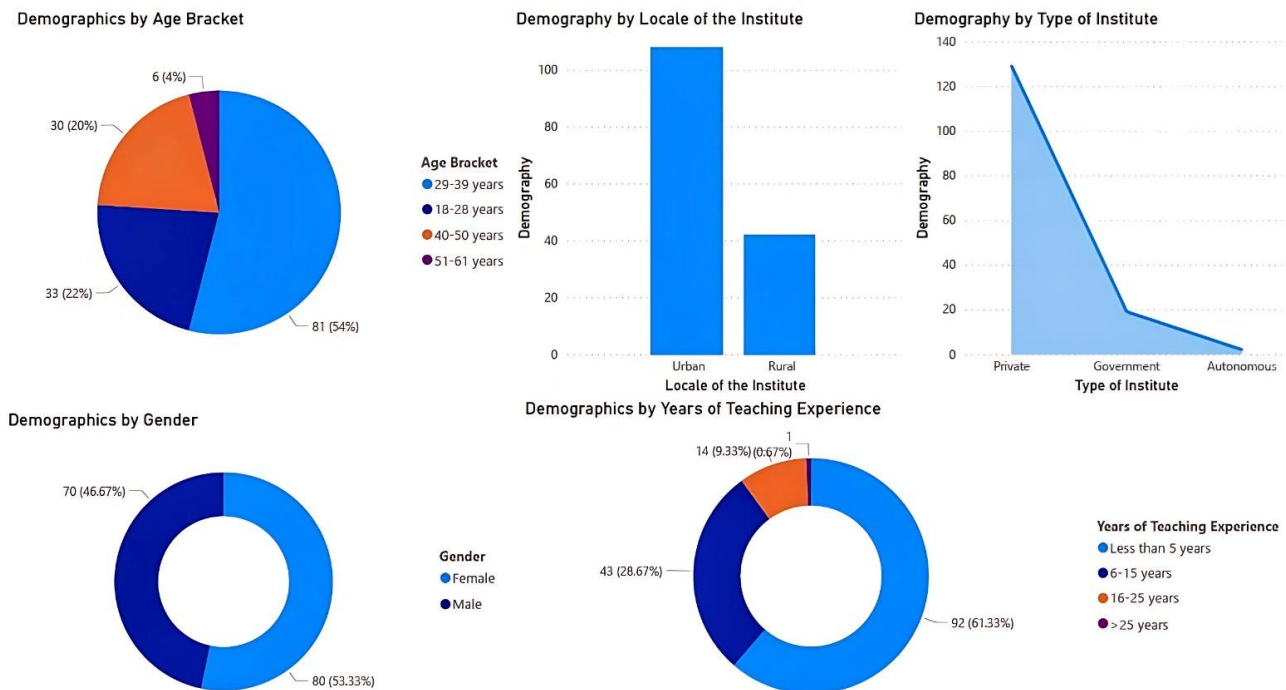 Demographics by Age Bracket
6 (4%)
30 (20%)
33 (22%)
81 (54%)
Age Bracket
29-39 years
18-28 years
40-50 years
51-61 years
Demography by Locale of the Institute
Demography
100
80
60
40
20
0
Urban
Rural
Locale of the Institute
Demography by Type of Institute
Demography
140
120
100
80
60
40
20
0
Private
Government
Autonomous
Type of Institute
Demographics by Gender
70 (46.67%)
80 (53.33%)
Gender
Female
Male
Demographics by Years of Teaching Experience
1
14 (9.33%) (0.67%)
43 (28.67%)
92 (61.33%)
Years of Teaching Experience
Less than 5 years
6-15 years
16-25 years
>25 years